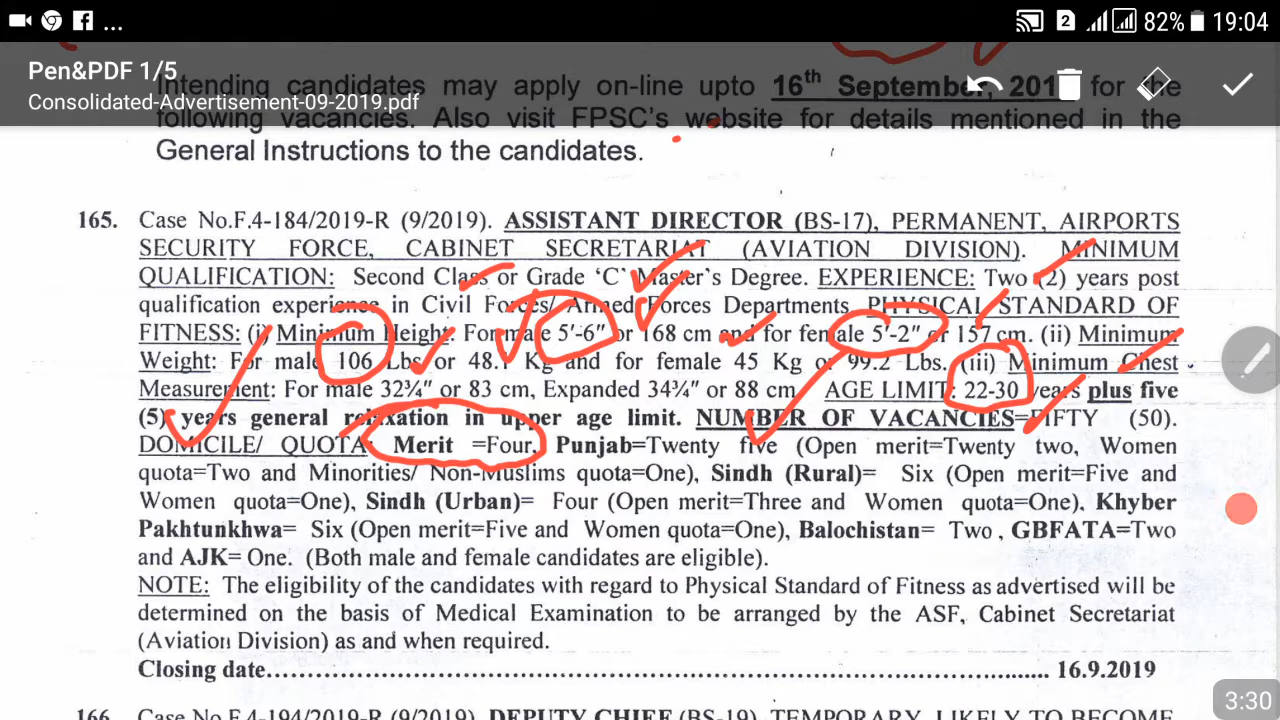 ... 2 82% 19:04
Pen&PDF 1/5
Consolidated-Advertisement-09-2019.pdf
Intending candidates may apply on-line upto 16th September, 201 for the
following vacancies. Also visit FPSC's website for details mentioned in the
General Instructions to the candidates.
165. Case No.F.4-184/2019-R (9/2019). ASSISTANT DIRECTOR (BS-17), PERMANENT, AIRPORTS
SECURITY FORCE, CABINET SECRETARIAT (AVIATION DIVISION). MINIMUM
QUALIFICATION: Second Class or Grade 'C' Master's Degree. EXPERIENCE: Two (2) years post
qualification experience in Civil Forces/ Armed Forces Departments. PHYSICAL STANDARD OF
FITNESS: (i) Minimum Height: For male 5'-6" or 168 cm and for female 5'-2" or 157 cm. (ii) Minimum
Weight: For male 106 Lbs or 48.1 Kg and for female 45 Kg or 99.2 Lbs. (iii) Minimum Chest
Measurement: For male 32¾" or 83 cm, Expanded 34¾" or 88 cm AGE LIMIT: 22-30 years plus five
(5) years general relaxation in upper age limit. NUMBER OF VACANCIES=FIFTY (50).
DOMICILE/ QUOTA: Merit =Four, Punjab=Twenty five (Open merit=Twenty two, Women
quota=Two and Minorities/ Non-Muslims quota=One), Sindh (Rural)= Six (Open merit=Five and
Women quota=One), Sindh (Urban)= Four (Open merit=Three and Women quota=One), Khyber
Pakhtunkhwa= Six (Open merit=Five and Women quota=One), Balochistan= Two, GBFATA=Two
and AJK= One. (Both male and female candidates are eligible).
NOTE: The eligibility of the candidates with regard to Physical Standard of Fitness as advertised will be
determined on the basis of Medical Examination to be arranged by the ASF, Cabinet Secretariat
(Aviation Division) as and when required.
Closing date........................................................................... 16.9.2019
166. Case No.F.4-194/2019-R (9/2019). DEPUTY CHIEF (BS-19), TEMPORARY, LIKELY TO BECOME
3:30